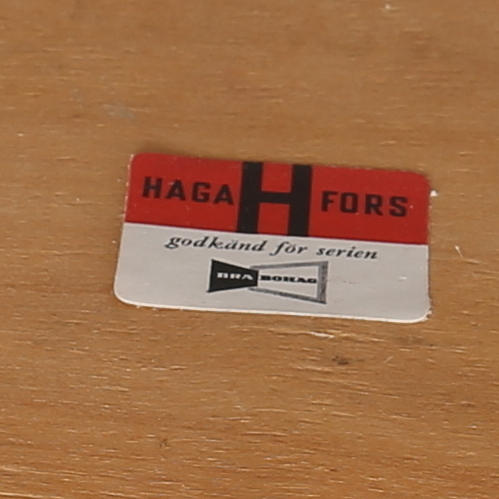 HAGA H FORS
godkänd för serien
BRA BOHAG